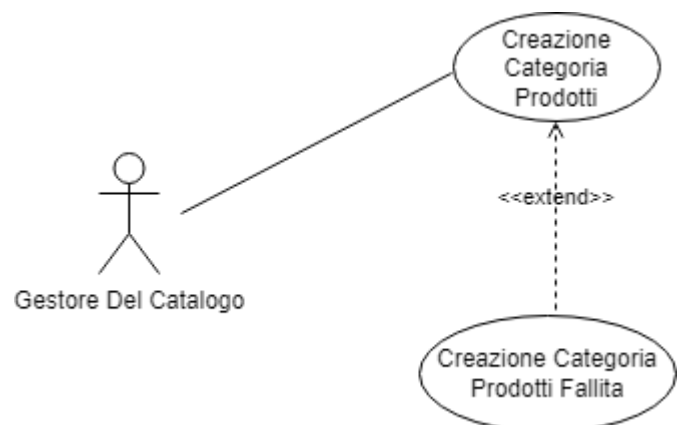 Creazione
Categoria
Prodotti
<<extend>>
Gestore Del Catalogo
Creazione Categoria
Prodotti Fallita